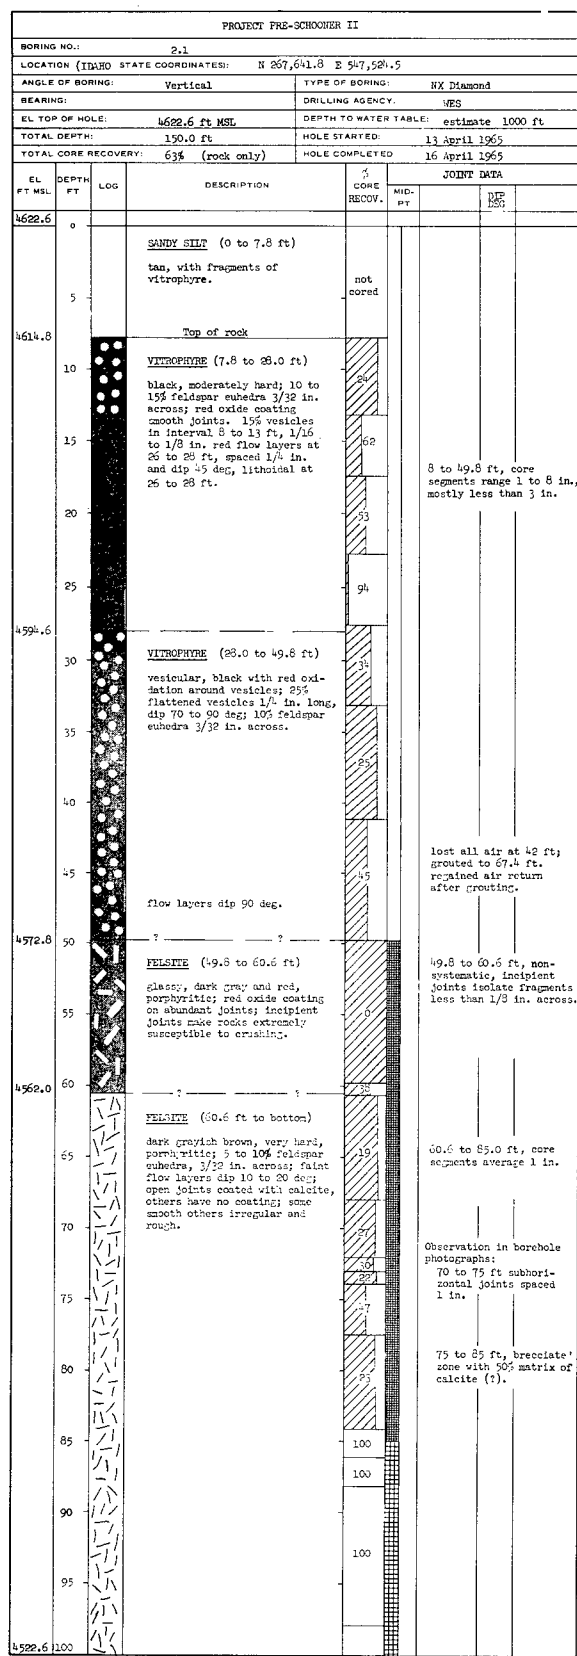 PROJECT PRE-SCHOONER II
BORING NO.: 2.1
LOCATION (IDAHO STATE COORDINATES): N 267,641.8 E 547,524.5
ANGLE OF BORING: Vertical TYPE OF BORING: NX Diamond
BEARING: DRILLING AGENCY. WES
EL TOP OF HOLE: 4622.6 ft MSL DEPTH TO WATER TABLE: estimate 1000 ft
TOTAL DEPTH: 150.0 ft HOLE STARTED: 13 April 1965
TOTAL CORE RECOVERY: 63% (rock only) HOLE COMPLETED 16 April 1965
EL FT MSL
DEPTH FT
LOG
DESCRIPTION
% CORE RECOV.
JOINT DATA
MID-PT
DIP DEG
4622.6
0
SANDY SILT (0 to 7.8 ft)
tan, with fragments of
vitrophyre.
not
cored
5
4614.8
Top of rock
VITROPHYRE (7.8 to 28.0 ft)
10
24
black, moderately hard; 10 to
15% feldspar euhedra 3/32 in.
across; red oxide coating
smooth joints. 15% vesicles
in interval 8 to 13 ft, 1/16
to 1/8 in. red flow layers at
26 to 28 ft, spaced 1/4 in.
and dip 45 deg, lithoidal at
26 to 28 ft.
15
62
8 to 49.8 ft, core
segments range 1 to 8 in.,
mostly less than 3 in.
20
53
25
94
4594.6
VITROPHYRE (28.0 to 49.8 ft)
30
34
vesicular, black with red oxi-
dation around vesicles; 25%
flattened vesicles 1/4 in. long,
dip 70 to 90 deg; 10% feldspar
euhedra 3/32 in. across.
35
25
40
45
45
lost all air at 42 ft;
grouted to 67.4 ft.
regained air return
after grouting.
flow layers dip 90 deg.
4572.8
50
? ?
FELSITE (49.8 to 60.6 ft)
glassy, dark gray and red,
porphyritic; red oxide coating
on abundant joints; incipient
joints make rocks extremely
susceptible to crushing.
49.8 to 60.6 ft, non-
systematic, incipient
joints isolate fragments
less than 1/8 in. across.
55
0
4562.0
60
38
? ?
FELSITE (60.6 ft to bottom)
dark grayish brown, very hard,
porphyritic; 5 to 10% feldspar
euhedra, 3/32 in. across; faint
flow layers dip 10 to 20 deg;
open joints coated with calcite,
others have no coating; some
smooth others irregular and
rough.
65
19
60.6 to 85.0 ft, core
segments average 1 in.
70
27
30
22
Observation in borehole
photographs:
70 to 75 ft subhori-
zontal joints spaced
1 in.
75
47
75 to 85 ft, brecciate
zone with 50% matrix of
calcite (?).
80
23
85
100
100
90
100
95
4522.6
100